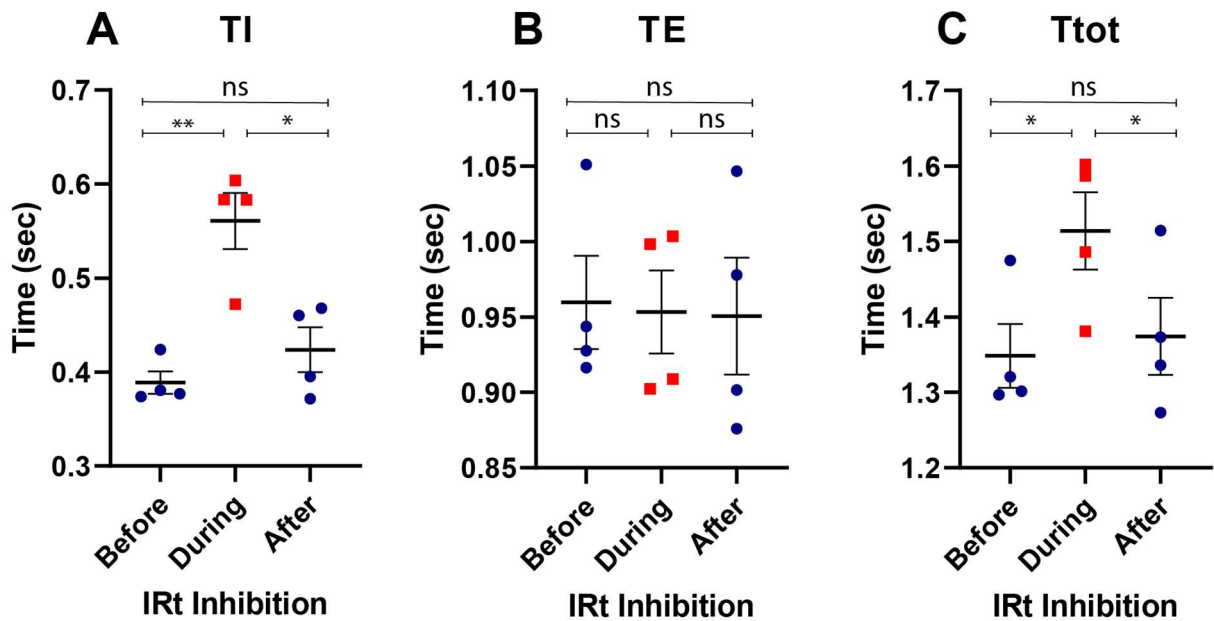 A TI
0.7
0.6
0.5
0.4
0.3
Time (sec)
ns
** *
Before During After
IRt Inhibition
B TE
1.10
1.05
1.00
0.95
0.90
0.85
Time (sec)
ns
ns ns
Before During After
IRt Inhibition
C Ttot
1.7
1.6
1.5
1.4
1.3
1.2
Time (sec)
ns
* *
Before During After
IRt Inhibition